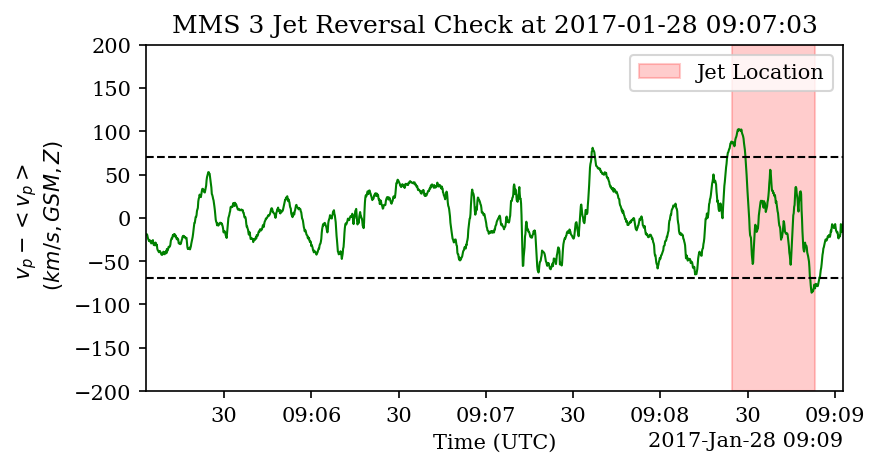 MMS 3 Jet Reversal Check at 2017-01-28 09:07:03
200
150
100
50
0
−50
−100
−150
−200
v_p − < v_p >
(km/s, GSM, Z)
Jet Location
30 09:06 30 09:07 30 09:08 30 09:09
Time (UTC)
2017-Jan-28 09:09